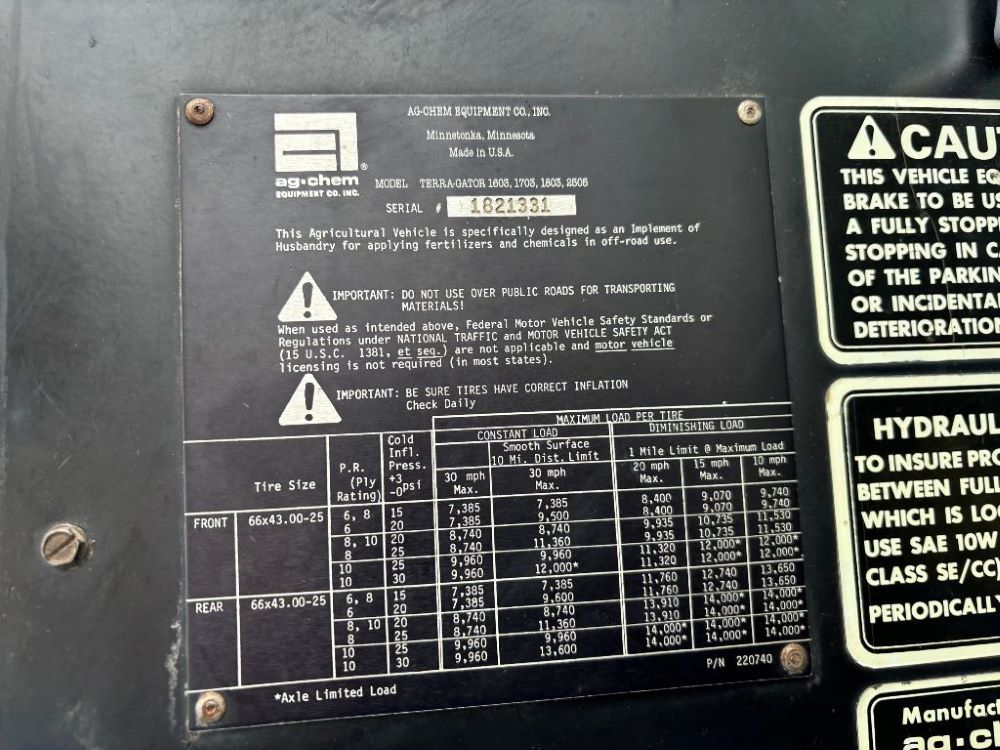 AG-CHEM EQUIPMENT CO., INC.
Minnetonka, Minnesota
Made in U.S.A.
ag·chem ®
EQUIPMENT CO. INC.
MODEL TERRA-GATOR 1603, 1703, 1803, 2505
SERIAL # 1821331
This Agricultural Vehicle is specifically designed as an Implement of
Husbandry for applying fertilizers and chemicals in off-road use.
IMPORTANT: DO NOT USE OVER PUBLIC ROADS FOR TRANSPORTING
MATERIALS!
When used as intended above, Federal Motor Vehicle Safety Standards or
Regulations under NATIONAL TRAFFIC and MOTOR VEHICLE SAFETY ACT
(15 U.S.C. 1381, et seq.) are not applicable and motor vehicle
licensing is not required (in most states).
IMPORTANT: BE SURE TIRES HAVE CORRECT INFLATION
Check Daily
MAXIMUM LOAD PER TIRE
CONSTANT LOAD DIMINISHING LOAD
Tire Size
P.R. (Ply Rating)
Cold Infl. Press. +3 -0 psi
30 mph Max.
Smooth Surface 10 Mi. Dist. Limit 30 mph Max.
1 Mile Limit @ Maximum Load
20 mph Max. 15 mph Max. 10 mph Max.
FRONT 66x43.00-25 6, 8 15 7,385 7,385 8,400 9,070 9,740
6 20 7,385 9,500 8,400 9,070 9,740
8, 10 20 8,740 8,740 9,935 10,735 11,530
8 25 8,740 11,360 9,935 10,735 11,530
10 25 9,960 9,960 11,320 12,000* 12,000*
10 30 9,960 12,000* 11,320 12,000* 12,000*
REAR 66x43.00-25 6, 8 15 7,385 7,385 11,760 12,740 13,650
6 20 7,385 9,600 11,760 12,740 13,650
8, 10 20 8,740 8,740 13,910 14,000* 14,000*
8 25 8,740 11,360 13,910 14,000* 14,000*
10 25 9,960 9,960 14,000* 14,000* 14,000*
10 30 9,960 13,600 14,000* 14,000* 14,000*
*Axle Limited Load
P/N 220740
CAU
THIS VEHICLE EQ
BRAKE TO BE US
A FULLY STOPP
STOPPING IN C
OF THE PARKIN
OR INCIDENTA
DETERIORATIO
HYDRAUL
TO INSURE PRO
BETWEEN FULL
WHICH IS LO
USE SAE 10W
CLASS SE/CC)
PERIODICALLY
Manufact
ag·ch